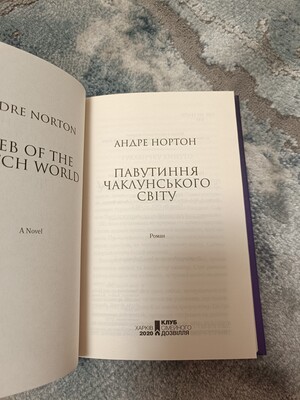 DRE NORTON
EB OF THE
CH WORLD
A Novel
АНДРЕ НОРТОН
ПАВУТИННЯ
ЧАКЛУНСЬКОГО
СВІТУ
Роман
ХАРКІВ
2020
КЛУБ
СІМЕЙНОГО
ДОЗВІЛЛЯ